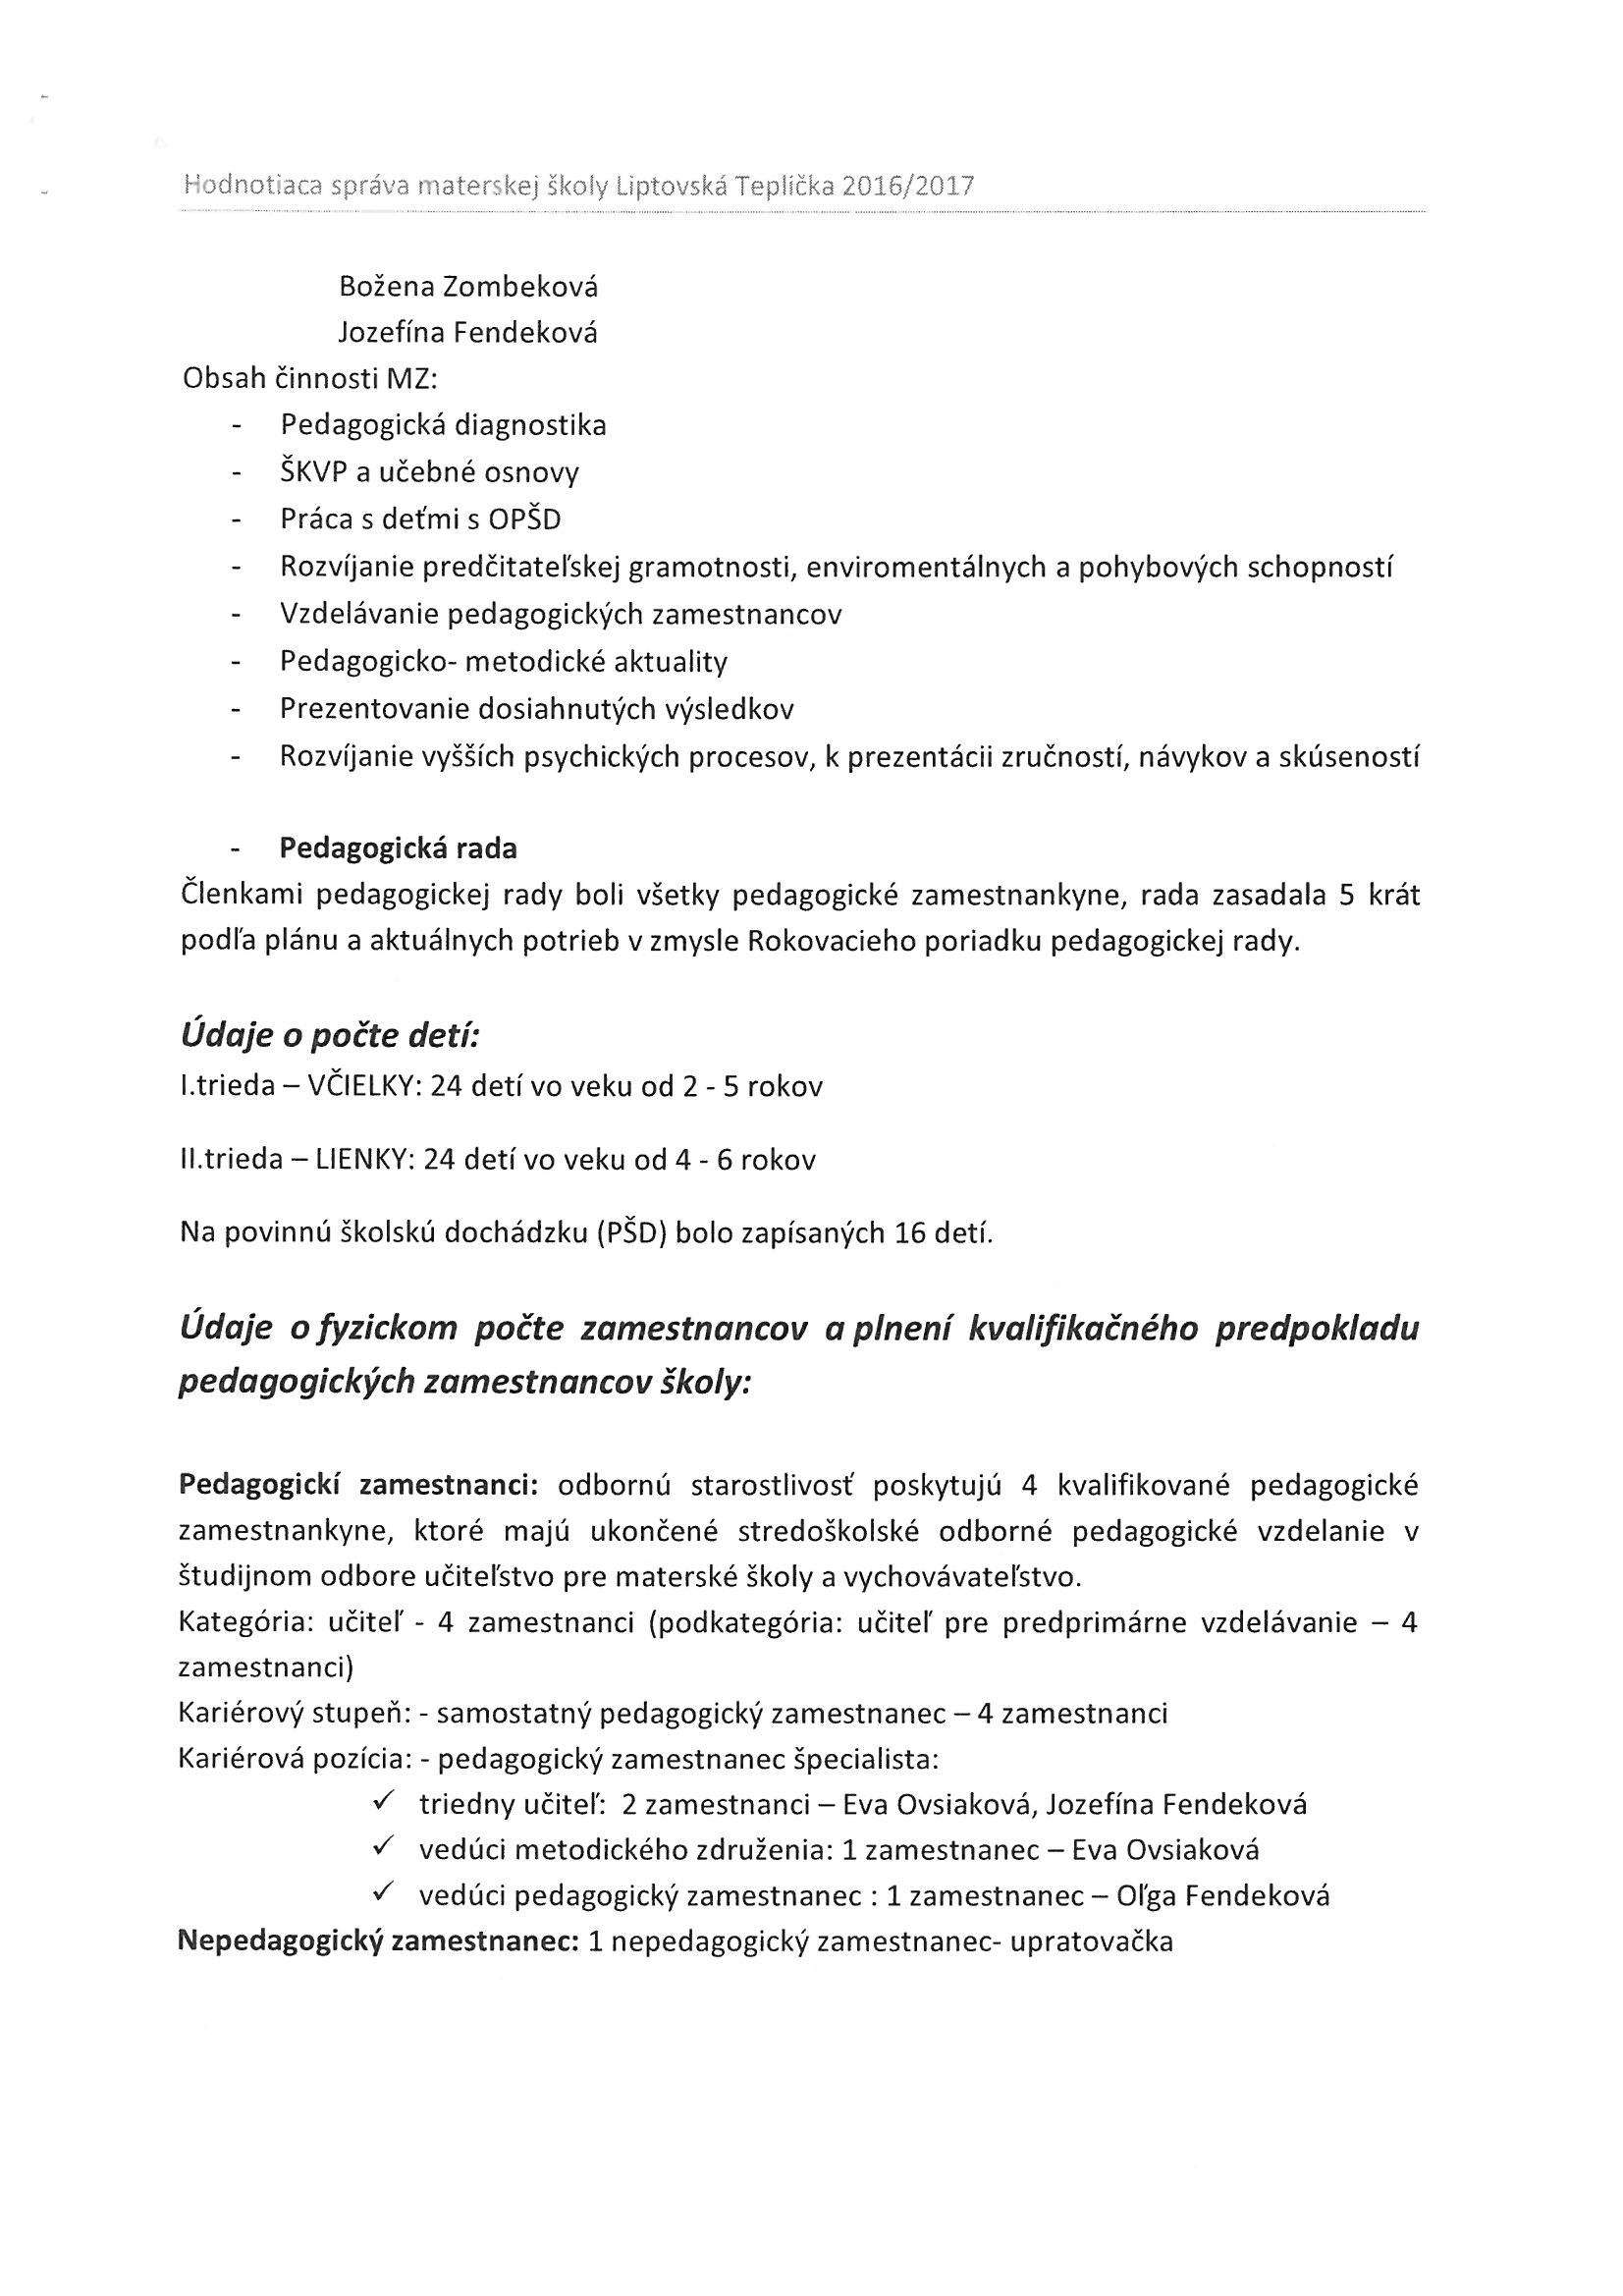 Hodnotiaca správa materskej školy Liptovská Teplička 2016/2017
Božena Zombeková
Jozefína Fendeková
Obsah činnosti MZ:
- Pedagogická diagnostika
- ŠKVP a učebné osnovy
- Práca s deťmi s OPŠD
- Rozvíjanie predčitateľskej gramotnosti, enviromentálnych a pohybových schopností
- Vzdelávanie pedagogických zamestnancov
- Pedagogicko- metodické aktuality
- Prezentovanie dosiahnutých výsledkov
- Rozvíjanie vyšších psychických procesov, k prezentácii zručností, návykov a skúseností
- Pedagogická rada
Členkami pedagogickej rady boli všetky pedagogické zamestnankyne, rada zasadala 5 krát
podľa plánu a aktuálnych potrieb v zmysle Rokovacieho poriadku pedagogickej rady.
Údaje o počte detí:
I.trieda – VČIELKY: 24 detí vo veku od 2 - 5 rokov
II.trieda – LIENKY: 24 detí vo veku od 4 - 6 rokov
Na povinnú školskú dochádzku (PŠD) bolo zapísaných 16 detí.
Údaje o fyzickom počte zamestnancov a plnení kvalifikačného predpokladu
pedagogických zamestnancov školy:
Pedagogickí zamestnanci: odbornú starostlivosť poskytujú 4 kvalifikované pedagogické
zamestnankyne, ktoré majú ukončené stredoškolské odborné pedagogické vzdelanie v
študijnom odbore učiteľstvo pre materské školy a vychovávateľstvo.
Kategória: učiteľ - 4 zamestnanci (podkategória: učiteľ pre predprimárne vzdelávanie – 4
zamestnanci)
Kariérový stupeň: - samostatný pedagogický zamestnanec – 4 zamestnanci
Kariérová pozícia: - pedagogický zamestnanec špecialista:
✓ triedny učiteľ: 2 zamestnanci – Eva Ovsiaková, Jozefína Fendeková
✓ vedúci metodického združenia: 1 zamestnanec – Eva Ovsiaková
✓ vedúci pedagogický zamestnanec : 1 zamestnanec – Oľga Fendeková
Nepedagogický zamestnanec: 1 nepedagogický zamestnanec- upratovačka